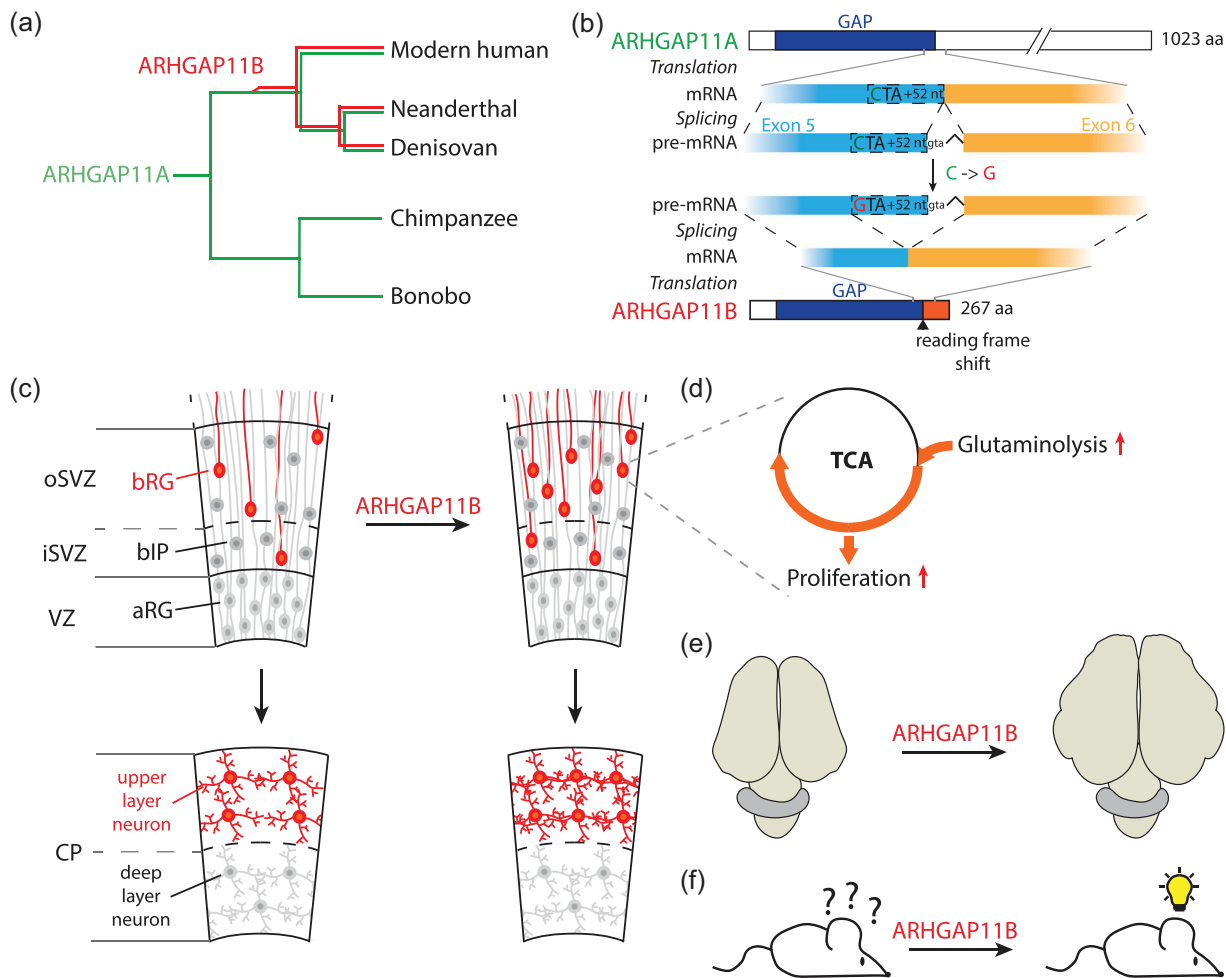 (a)
ARHGAP11B
Modern human
Neanderthal
Denisovan
ARHGAP11A
Chimpanzee
Bonobo
(b)
GAP
ARHGAP11A
1023 aa
Translation
mRNA
CTA +52 nt
Splicing
Exon 5
Exon 6
pre-mRNA
CTA +52 nt gta
C -> G
pre-mRNA
GTA +52 nt gta
Splicing
mRNA
Translation
GAP
ARHGAP11B
267 aa
reading frame
shift
(c)
oSVZ
bRG
iSVZ
bIP
VZ
aRG
ARHGAP11B
CP
upper
layer
neuron
deep
layer
neuron
(d)
TCA
Glutaminolysis
Proliferation
(e)
ARHGAP11B
(f)
? ? ?
ARHGAP11B